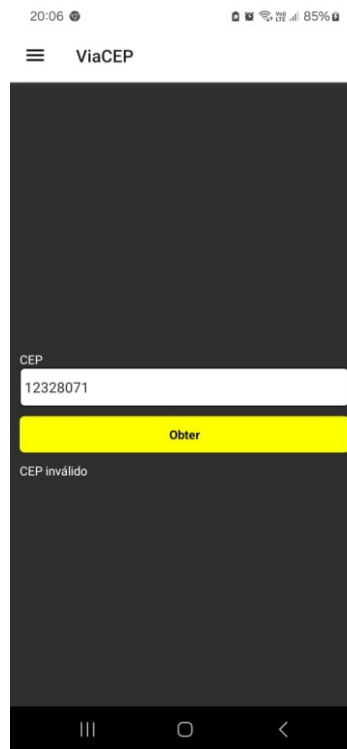 20:06 85%
ViaCEP
CEP
12328071
Obter
CEP inválido